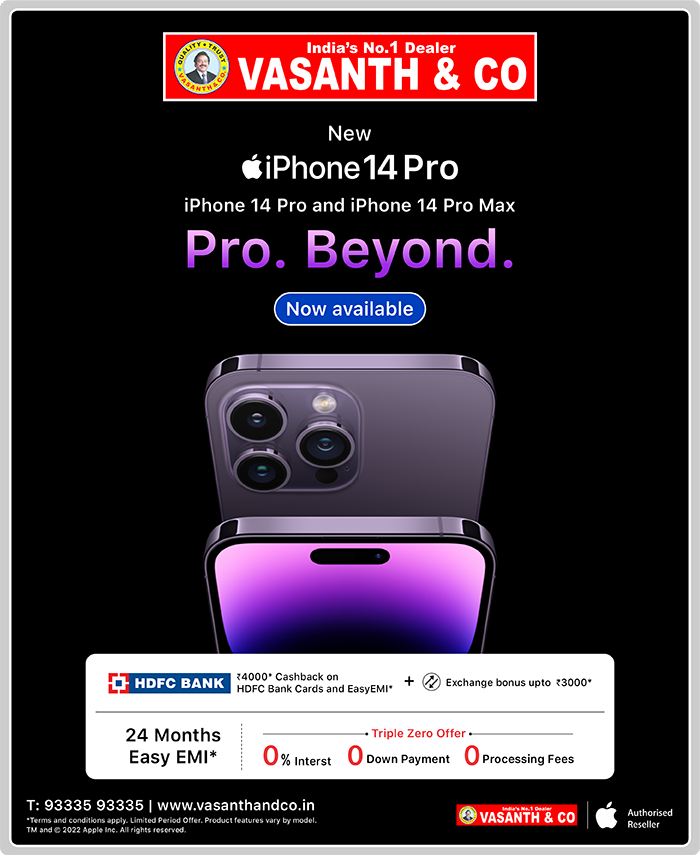 QUALITY • TRUST
VASANTH & CO
India's No.1 Dealer
VASANTH & CO
New
iPhone 14 Pro
iPhone 14 Pro and iPhone 14 Pro Max
Pro. Beyond.
Now available
HDFC BANK
₹4000* Cashback on
HDFC Bank Cards and EasyEMI*
+
Exchange bonus upto ₹3000*
24 Months
Easy EMI*
Triple Zero Offer
0% Interst
0 Down Payment
0 Processing Fees
T: 93335 93335 | www.vasanthandco.in
*Terms and conditions apply. Limited Period Offer. Product features vary by model.
TM and © 2022 Apple Inc. All rights reserved.
India's No.1 Dealer
VASANTH & CO
Authorised
Reseller